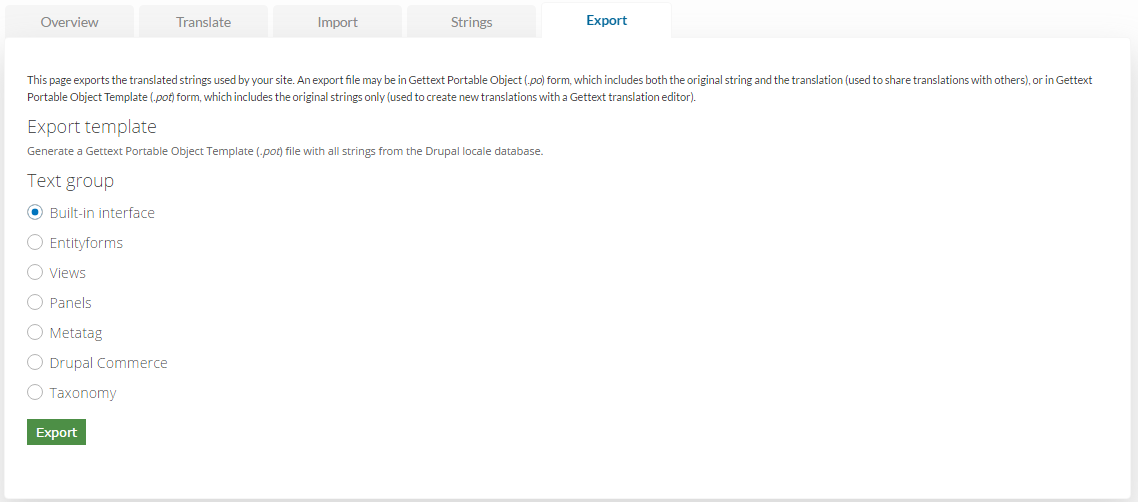 Overview
Translate
Import
Strings
Export
This page exports the translated strings used by your site. An export file may be in Gettext Portable Object (.po) form, which includes both the original string and the translation (used to share translations with others), or in Gettext
Portable Object Template (.pot) form, which includes the original strings only (used to create new translations with a Gettext translation editor).
Export template
Generate a Gettext Portable Object Template (.pot) file with all strings from the Drupal locale database.
Text group
Built-in interface
Entityforms
Views
Panels
Metatag
Drupal Commerce
Taxonomy
Export